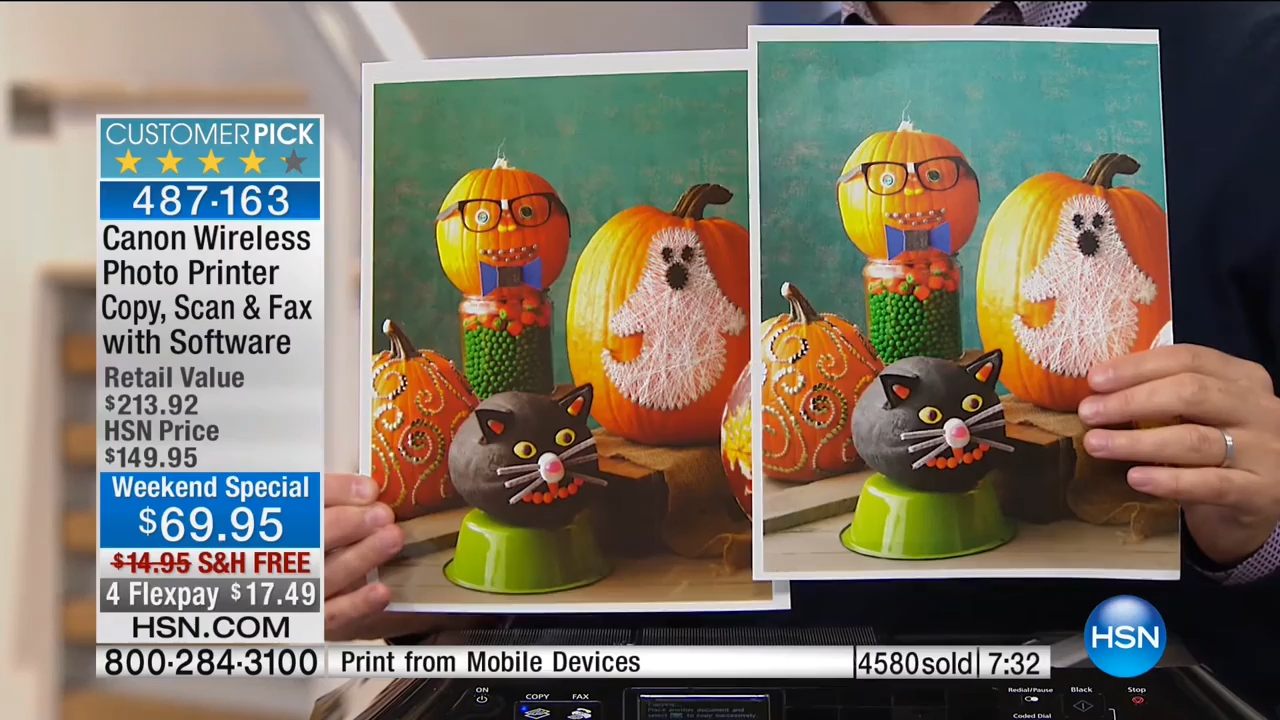 CUSTOMER PICK
487·163
Canon Wireless
Photo Printer
Copy, Scan & Fax
with Software
Retail Value
$213.92
HSN Price
$149.95
Weekend Special
$69.95
$14.95 S&H FREE
4 Flexpay $17.49
HSN.COM
800·284·3100
Print from Mobile Devices
4580sold
7:32
HSN
ON
COPY
FAX
Redial/Pause
Black
Stop
Coded Dial